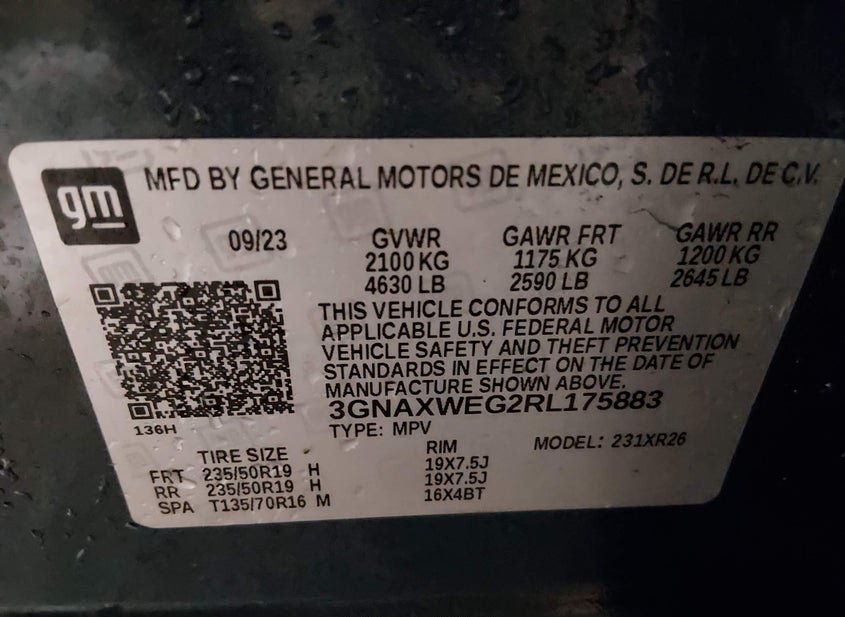 gm
MFD BY GENERAL MOTORS DE MEXICO, S. DE R.L. DE C.V.
09/23
GVWR GAWR FRT GAWR RR
2100 KG 1175 KG 1200 KG
4630 LB 2590 LB 2645 LB
THIS VEHICLE CONFORMS TO ALL
APPLICABLE U.S. FEDERAL MOTOR
VEHICLE SAFETY AND THEFT PREVENTION
STANDARDS IN EFFECT ON THE DATE OF
MANUFACTURE SHOWN ABOVE.
3GNAXWEG2RL175883
136H
TYPE: MPV MODEL: 231XR26
TIRE SIZE RIM
FRT 235/50R19 H 19X7.5J
RR 235/50R19 H 19X7.5J
SPA T135/70R16 M 16X4BT